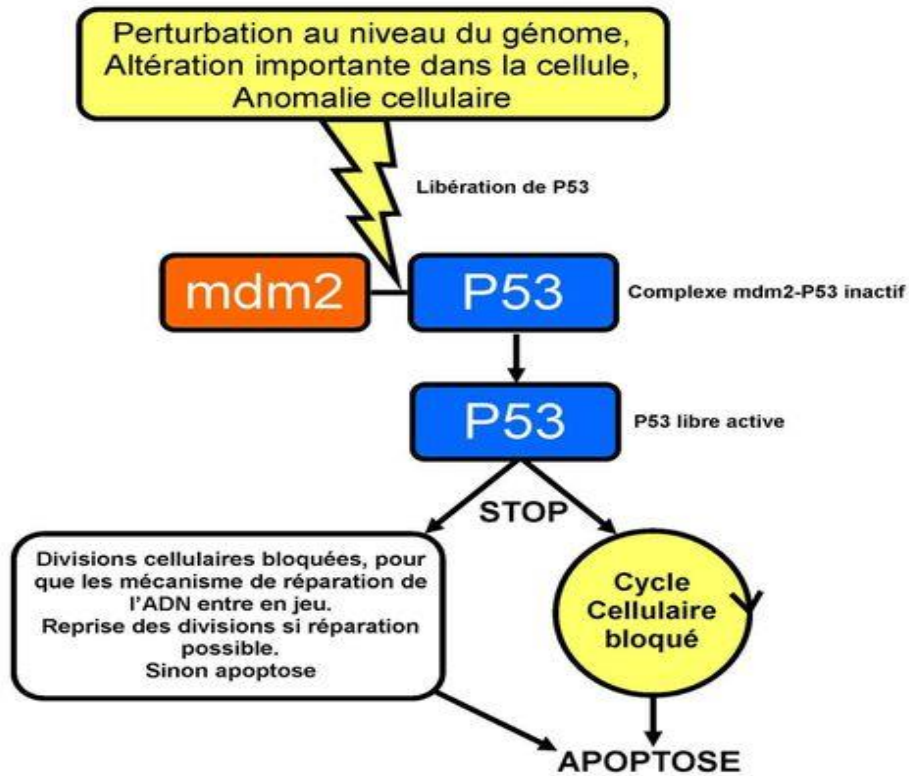 Perturbation au niveau du génome,
Altération importante dans la cellule,
Anomalie cellulaire
Libération de P53
mdm2
P53
Complexe mdm2-P53 inactif
P53
P53 libre active
STOP
Divisions cellulaires bloquées, pour
que les mécanisme de réparation de
l'ADN entre en jeu.
Reprise des divisions si réparation
possible.
Sinon apoptose
Cycle
Cellulaire
bloqué
APOPTOSE